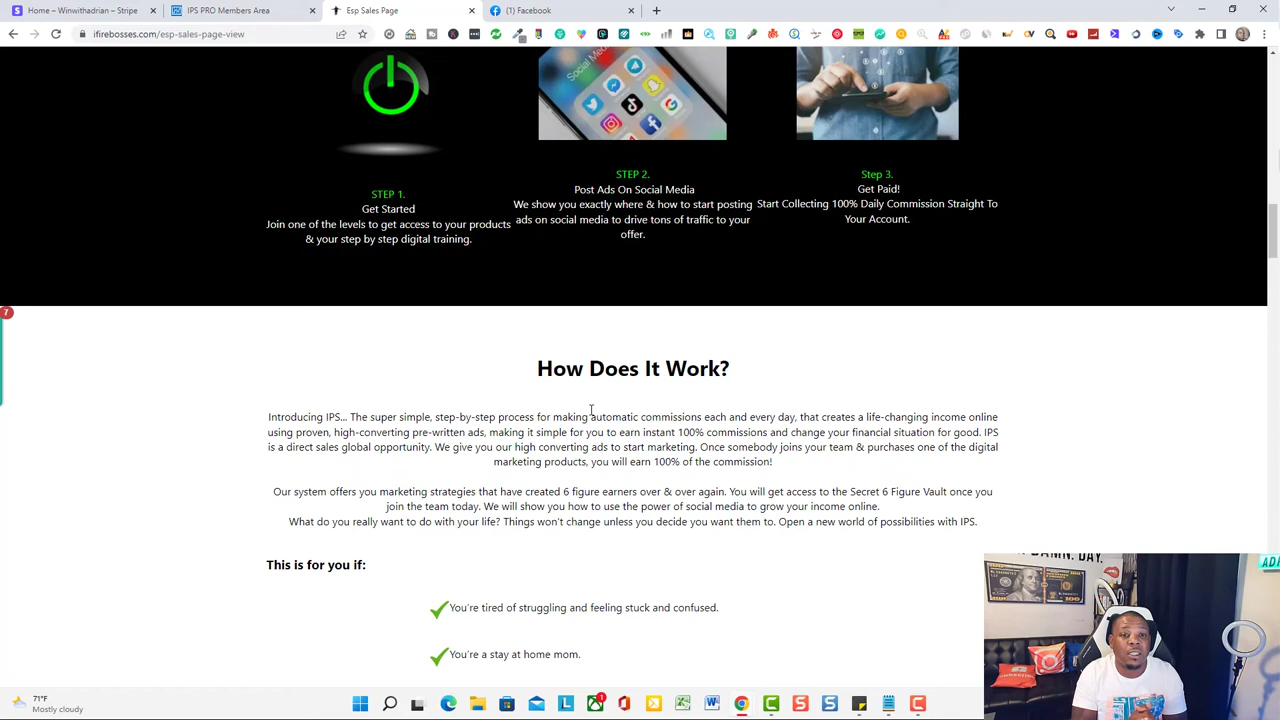 Home – Winwithadrian – Stripe
IPS PRO Members Area
Esp Sales Page
(1) Facebook
ifirebosses.com/esp-sales-page-view
Social Media
STEP 1.
Get Started
Join one of the levels to get access to your products
& your step by step digital training.
STEP 2.
Post Ads On Social Media
We show you exactly where & how to start posting
ads on social media to drive tons of traffic to your
offer.
Step 3.
Get Paid!
Start Collecting 100% Daily Commission Straight To
Your Account.
7
How Does It Work?
Introducing IPS... The super simple, step-by-step process for making automatic commissions each and every day, that creates a life-changing income online
using proven, high-converting pre-written ads, making it simple for you to earn instant 100% commissions and change your financial situation for good. IPS
is a direct sales global opportunity. We give you our high converting ads to start marketing. Once somebody joins your team & purchases one of the digital
marketing products, you will earn 100% of the commission!
Our system offers you marketing strategies that have created 6 figure earners over & over again. You will get access to the Secret 6 Figure Vault once you
join the team today. We will show you how to use the power of social media to grow your income online.
What do you really want to do with your life? Things won't change unless you decide you want them to. Open a new world of possibilities with IPS.
This is for you if:
You're tired of struggling and feeling stuck and confused.
You're a stay at home mom.
DAMN. DAY.
71°F
Mostly cloudy